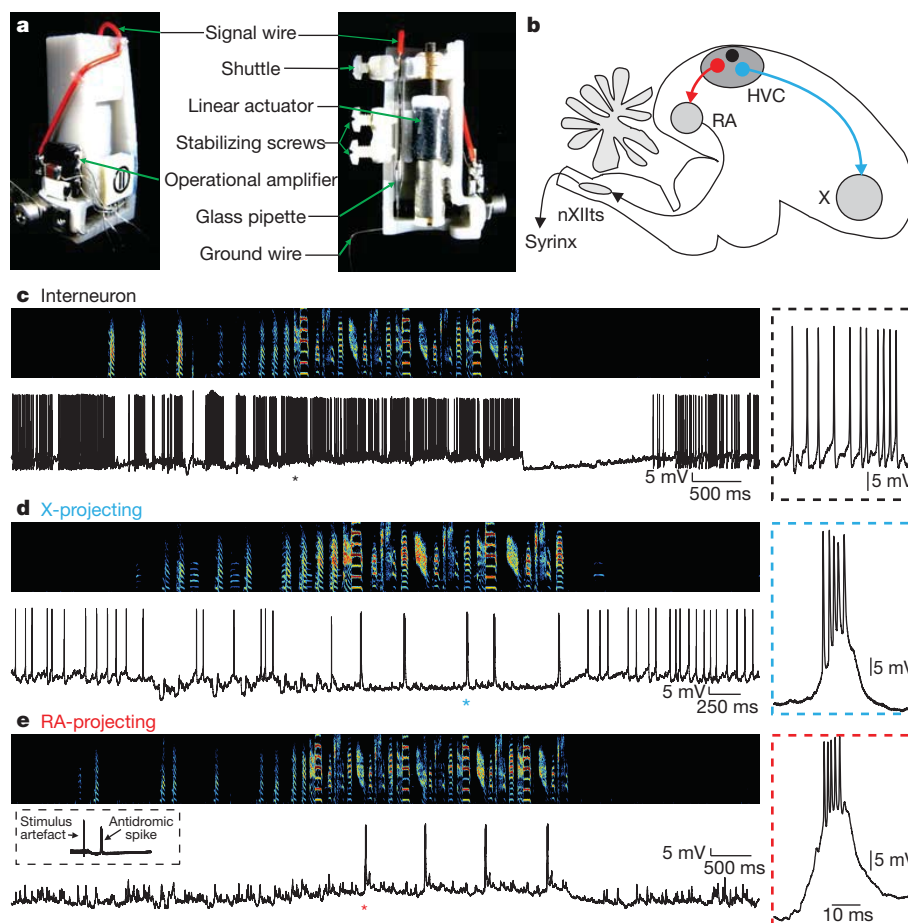 a
Signal wire
Shuttle
Linear actuator
Stabilizing screws
Operational amplifier
Glass pipette
Ground wire
b
HVC
RA
X
nXIIts
Syrinx
c Interneuron
5 mV
500 ms
5 mV
d X-projecting
5 mV
250 ms
5 mV
e RA-projecting
Stimulus
artefact
Antidromic
spike
5 mV
500 ms
5 mV
10 ms